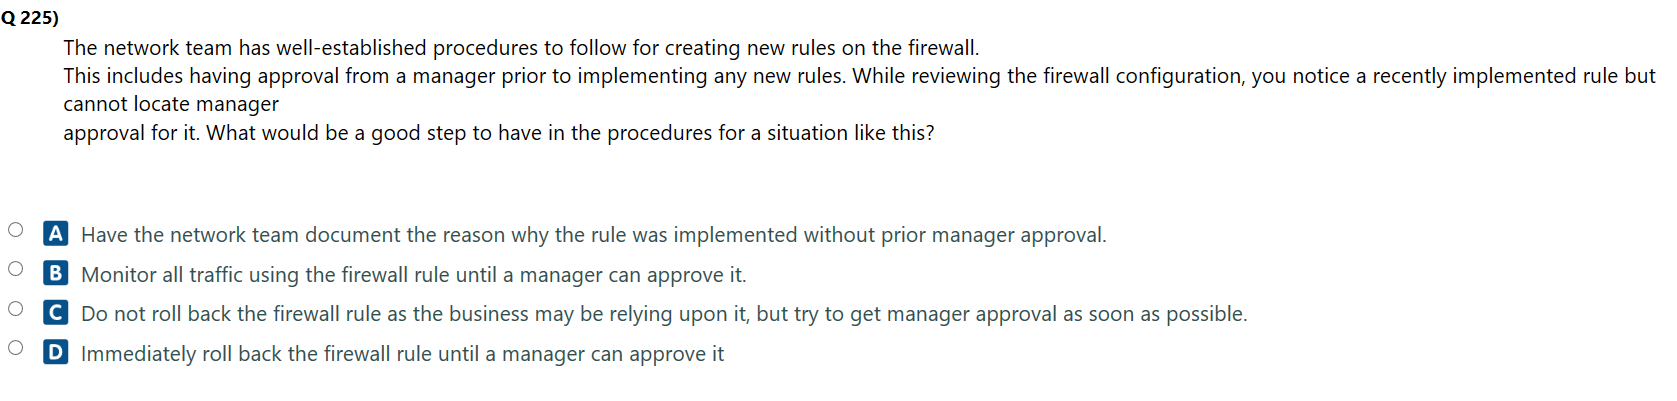 Q 225)
The network team has well-established procedures to follow for creating new rules on the firewall.
This includes having approval from a manager prior to implementing any new rules. While reviewing the firewall configuration, you notice a recently implemented rule but
cannot locate manager
approval for it. What would be a good step to have in the procedures for a situation like this?
A Have the network team document the reason why the rule was implemented without prior manager approval.
B Monitor all traffic using the firewall rule until a manager can approve it.
C Do not roll back the firewall rule as the business may be relying upon it, but try to get manager approval as soon as possible.
D Immediately roll back the firewall rule until a manager can approve it